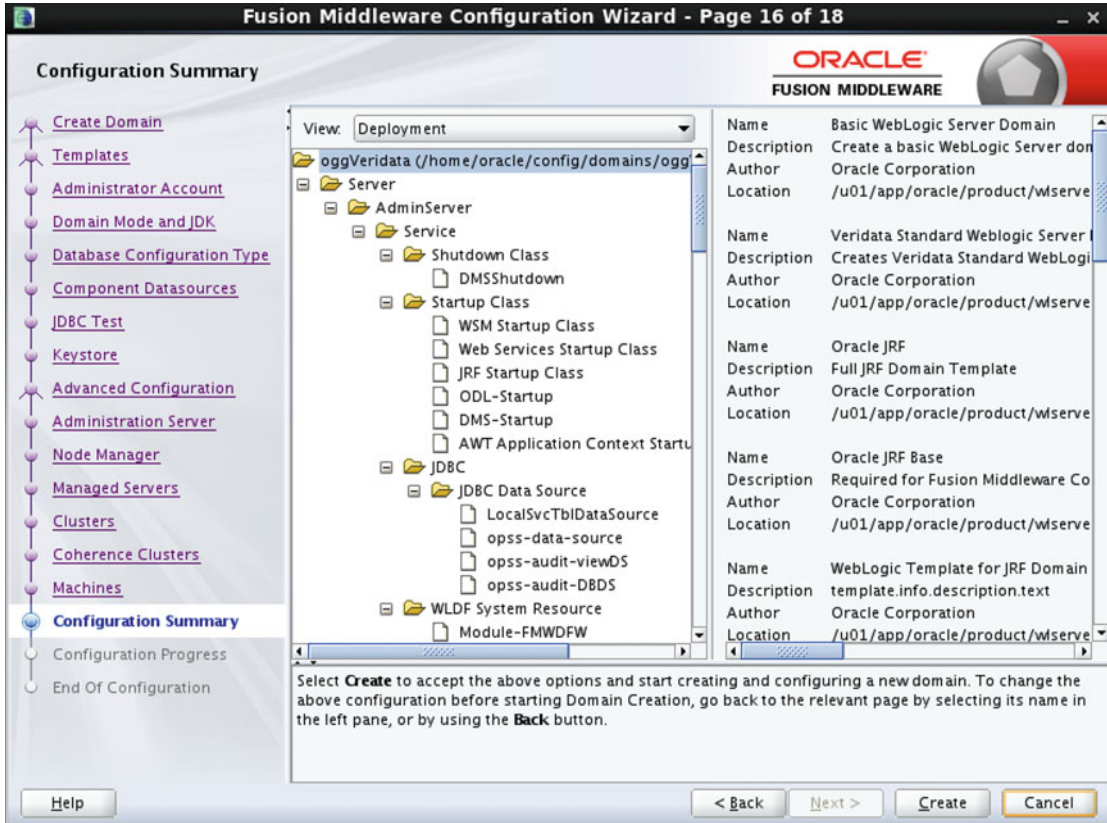 Fusion Middleware Configuration Wizard - Page 16 of 18
Configuration Summary
ORACLE
FUSION MIDDLEWARE
Create Domain
Templates
Administrator Account
Domain Mode and JDK
Database Configuration Type
Component Datasources
JDBC Test
Keystore
Advanced Configuration
Administration Server
Node Manager
Managed Servers
Clusters
Coherence Clusters
Machines
Configuration Summary
Configuration Progress
End Of Configuration
View: Deployment
oggVeridata (/home/oracle/config/domains/ogg
Server
AdminServer
Service
Shutdown Class
DMSShutdown
Startup Class
WSM Startup Class
Web Services Startup Class
JRF Startup Class
ODL-Startup
DMS-Startup
AWT Application Context Startu
JDBC
JDBC Data Source
LocalSvcTblDataSource
opss-data-source
opss-audit-viewDS
opss-audit-DBDS
WLDF System Resource
Module-FMWDFW
Name Basic WebLogic Server Domain
Description Create a basic WebLogic Server don
Author Oracle Corporation
Location /u01/app/oracle/product/wlserve
Name Veridata Standard Weblogic Server
Description Creates Veridata Standard WebLogi
Author Oracle Corporation
Location /u01/app/oracle/product/wlserve
Name Oracle JRF
Description Full JRF Domain Template
Author Oracle Corporation
Location /u01/app/oracle/product/wlserve
Name Oracle JRF Base
Description Required for Fusion Middleware Co
Author Oracle Corporation
Location /u01/app/oracle/product/wlserve
Name WebLogic Template for JRF Domain
Description template.info.description.text
Author Oracle Corporation
Location /u01/app/oracle/product/wlserve
Select Create to accept the above options and start creating and configuring a new domain. To change the
above configuration before starting Domain Creation, go back to the relevant page by selecting its name in
the left pane, or by using the Back button.
Help
< Back
Next >
Create
Cancel